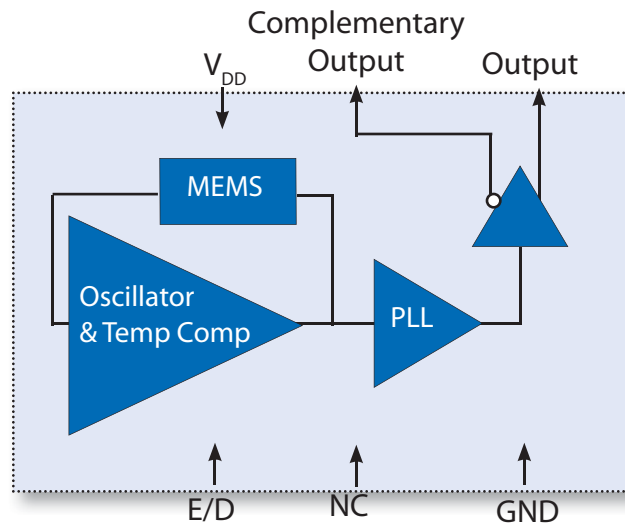 Complementary
Output
Output
VDD
MEMS
Oscillator
& Temp Comp
PLL
E/D
NC
GND